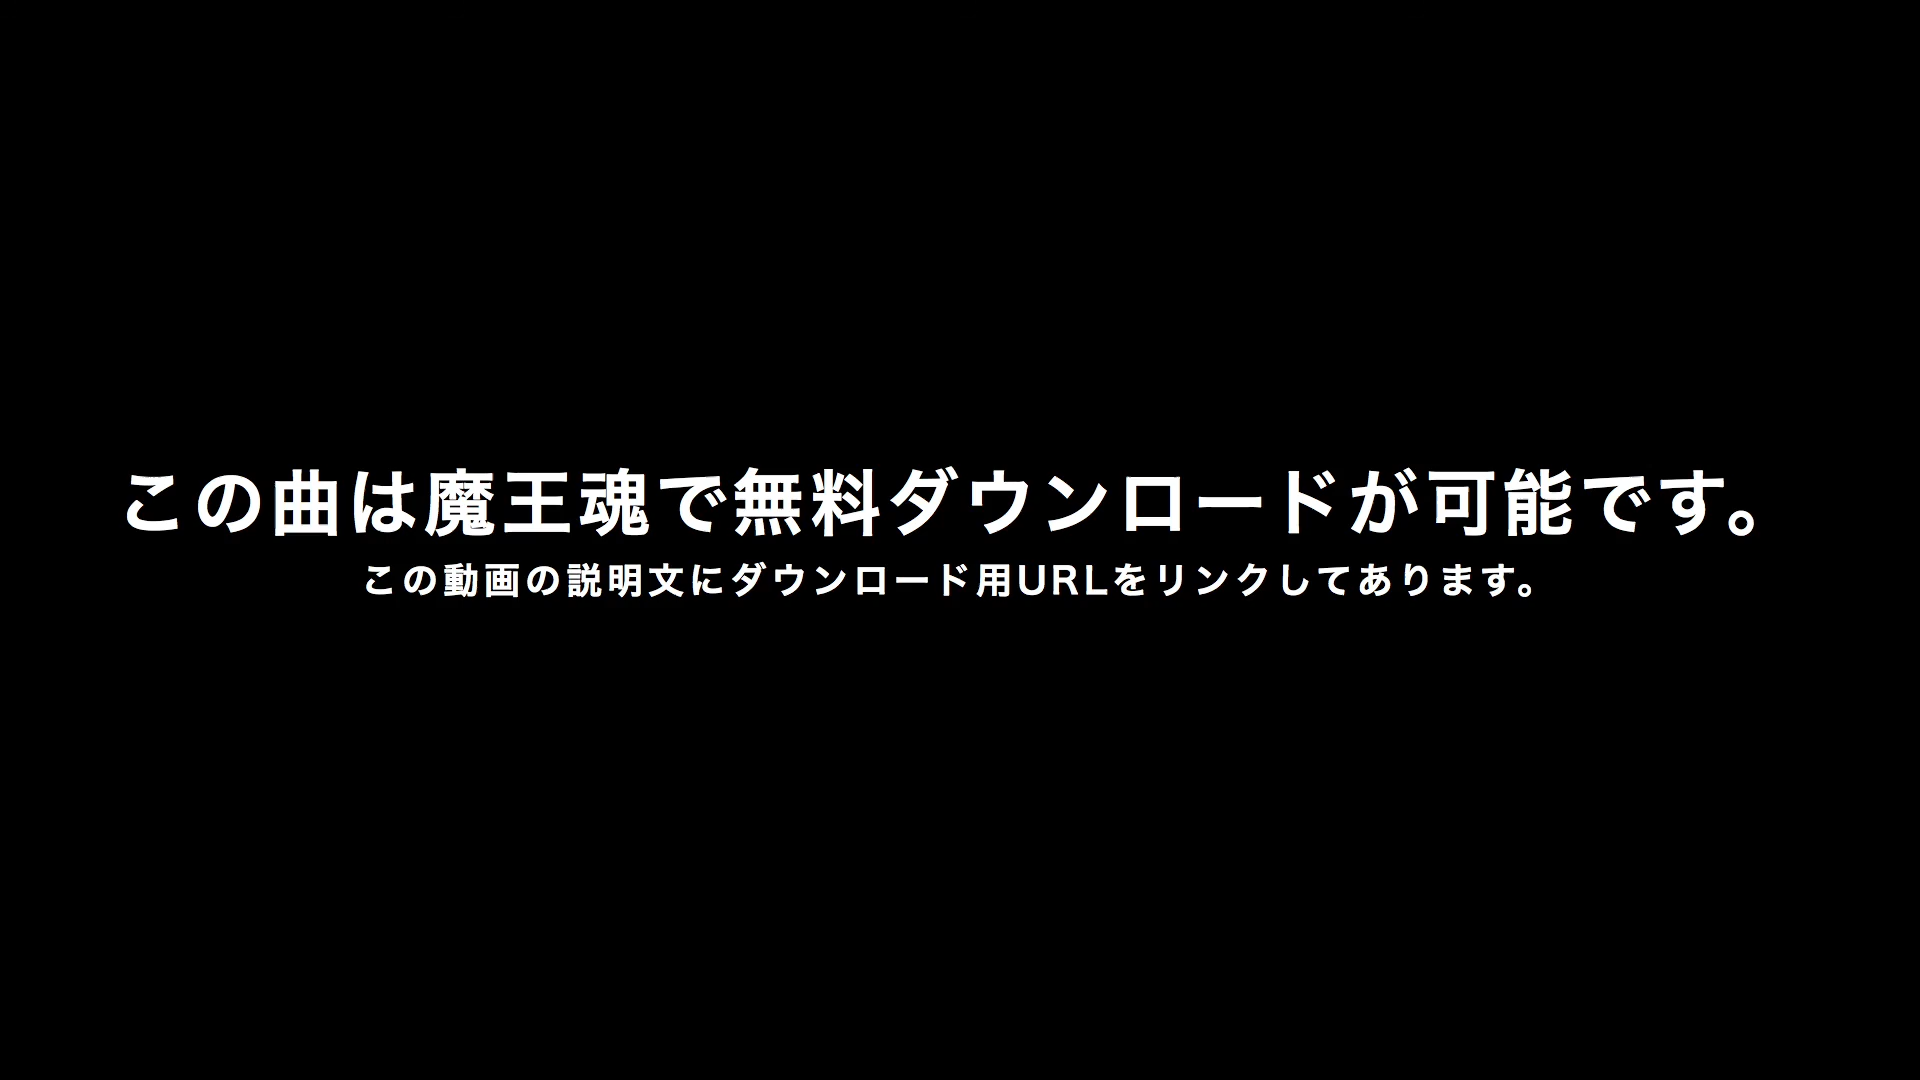 この曲は魔王魂で無料ダウンロードが可能です。
この動画の説明文にダウンロード用URLをリンクしてあります。